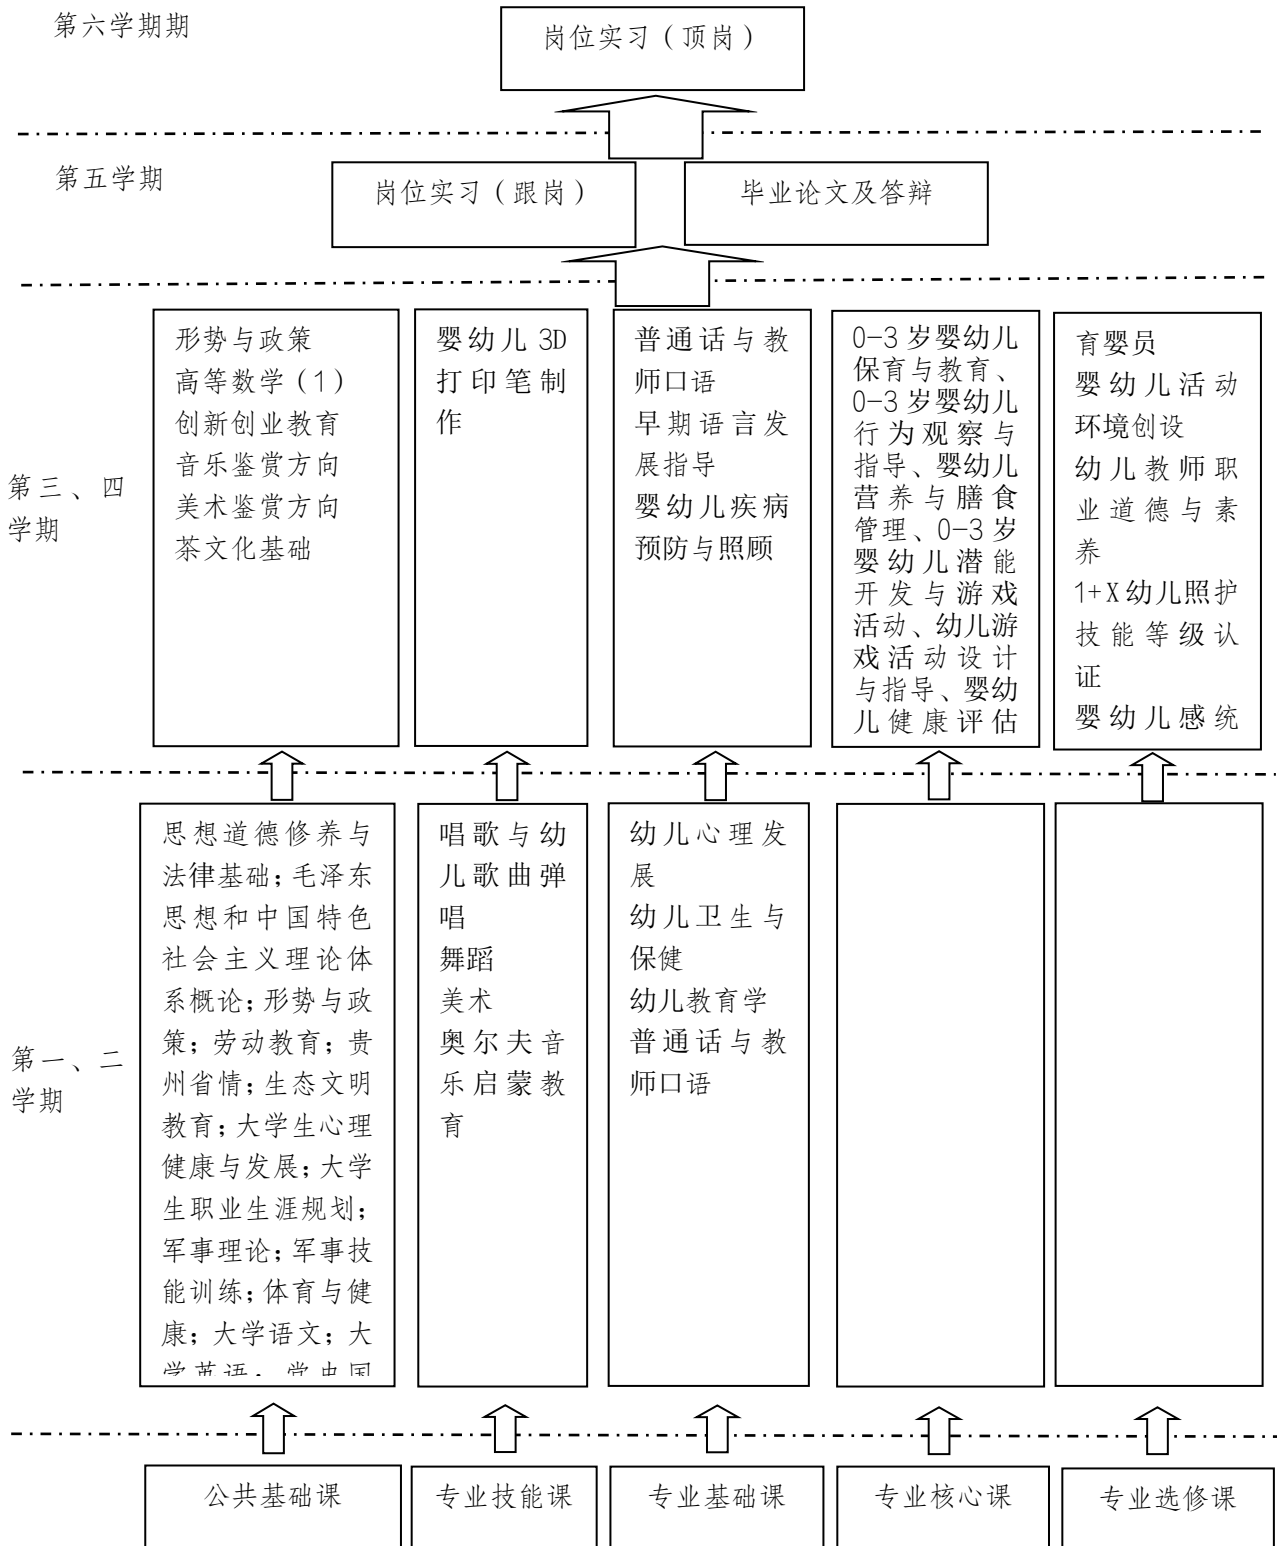 第六学期期
岗位实习（顶岗）
第五学期
岗位实习（跟岗）
毕业论文及答辩
第三、四
学期
形势与政策
高等数学（1）
创新创业教育
音乐鉴赏方向
美术鉴赏方向
茶文化基础
婴幼儿 3D
打印笔制
作
普通话与教
师口语
早期语言发
展指导
婴幼儿疾病
预防与照顾
0-3 岁婴幼儿
保育与教育、
0-3 岁婴幼儿
行为观察与
指导、婴幼儿
营养与膳食
管理、0-3 岁
婴幼儿潜能
开发与游戏
活动、幼儿游
戏活动设计
与指导、婴幼
儿健康评估
育婴员
婴幼儿活动
环境创设
幼儿教师职
业道德与素
养
1+X 幼儿照护
技能等级认
证
婴幼儿感统
第一、二
学期
思想道德修养与
法律基础；毛泽东
思想和中国特色
社会主义理论体
系概论；形势与政
策；劳动教育；贵
州省情；生态文明
教育；大学生心理
健康与发展；大学
生职业生涯规划；
军事理论；军事技
能训练；体育与健
康；大学语文；大
学英语；党史国
唱歌与幼
儿歌曲弹
唱
舞蹈
美术
奥尔夫音
乐启蒙教
育
幼儿心理发
展
幼儿卫生与
保健
幼儿教育学
普通话与教
师口语
公共基础课
专业技能课
专业基础课
专业核心课
专业选修课